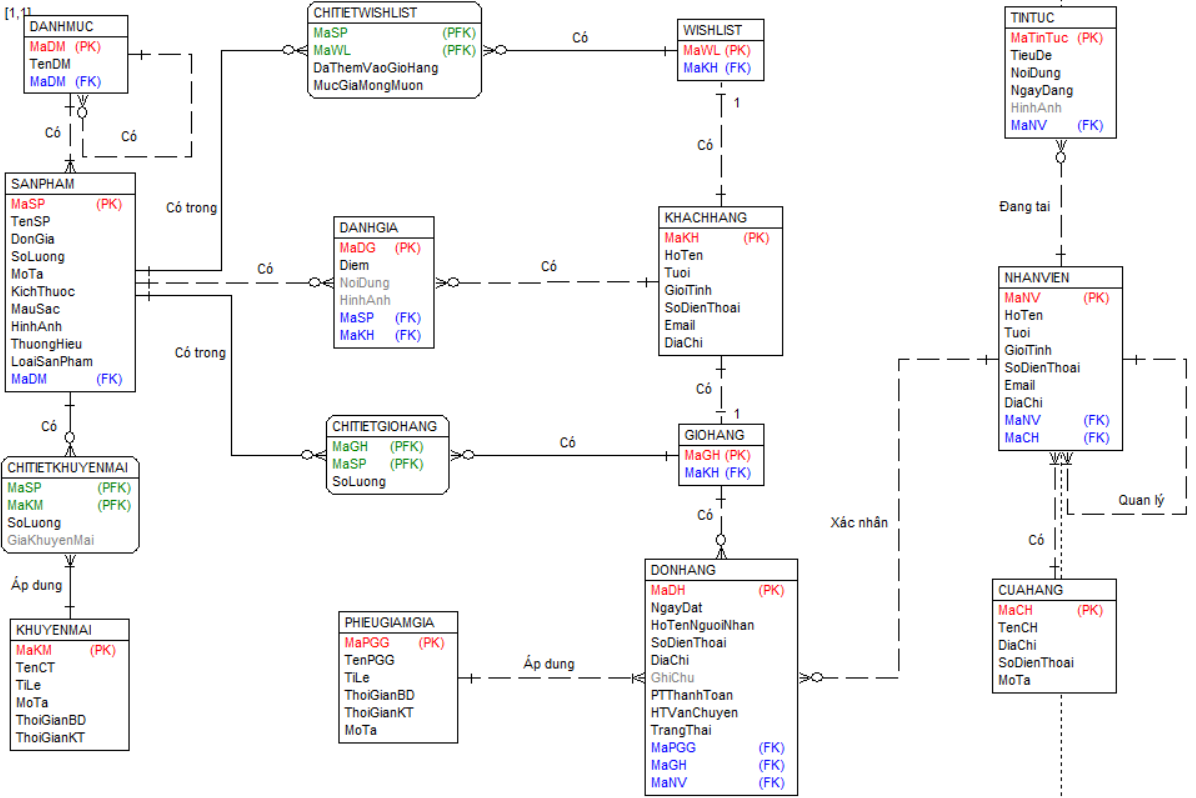 [1,1]
DANHMUC
MaDM (PK)
TenDM
MaDM (FK)
Có
Có
CHITIETWISHLIST
MaSP (PFK)
MaWL (PFK)
DaThemVaoGioHang
MucGiaMongMuon
Có
WISHLIST
MaWL (PK)
MaKH (FK)
1
Có
TINTUC
MaTinTuc (PK)
TieuDe
NoiDung
NgayDang
HinhAnh
MaNV (FK)
Đang tai
SANPHAM
MaSP (PK)
TenSP
DonGia
SoLuong
MoTa
KichThuoc
MauSac
HinhAnh
ThuongHieu
LoaiSanPham
MaDM (FK)
Có trong
Có
Có trong
DANHGIA
MaDG (PK)
Diem
NoiDung
HinhAnh
MaSP (FK)
MaKH (FK)
Có
KHACHHANG
MaKH (PK)
HoTen
Tuoi
GioiTinh
SoDienThoai
Email
DiaChi
Có
1
NHANVIEN
MaNV (PK)
HoTen
Tuoi
GioiTinh
SoDienThoai
Email
DiaChi
MaNV (FK)
MaCH (FK)
Quan lý
Có
Có
CHITIETKHUYENMAI
MaSP (PFK)
MaKM (PFK)
SoLuong
GiaKhuyenMai
Áp dung
CHITIETGIOHANG
MaGH (PFK)
MaSP (PFK)
SoLuong
Có
GIOHANG
MaGH (PK)
MaKH (FK)
Có
Xác nhân
KHUYENMAI
MaKM (PK)
TenCT
TiLe
MoTa
ThoiGianBD
ThoiGianKT
PHIEUGIAMGIA
MaPGG (PK)
TenPGG
TiLe
ThoiGianBD
ThoiGianKT
MoTa
Áp dung
DONHANG
MaDH (PK)
NgayDat
HoTenNguoiNhan
SoDienThoai
DiaChi
GhiChu
PTThanhToan
HTVanChuyen
TrangThai
MaPGG (FK)
MaGH (FK)
MaNV (FK)
CUAHANG
MaCH (PK)
TenCH
DiaChi
SoDienThoai
MoTa